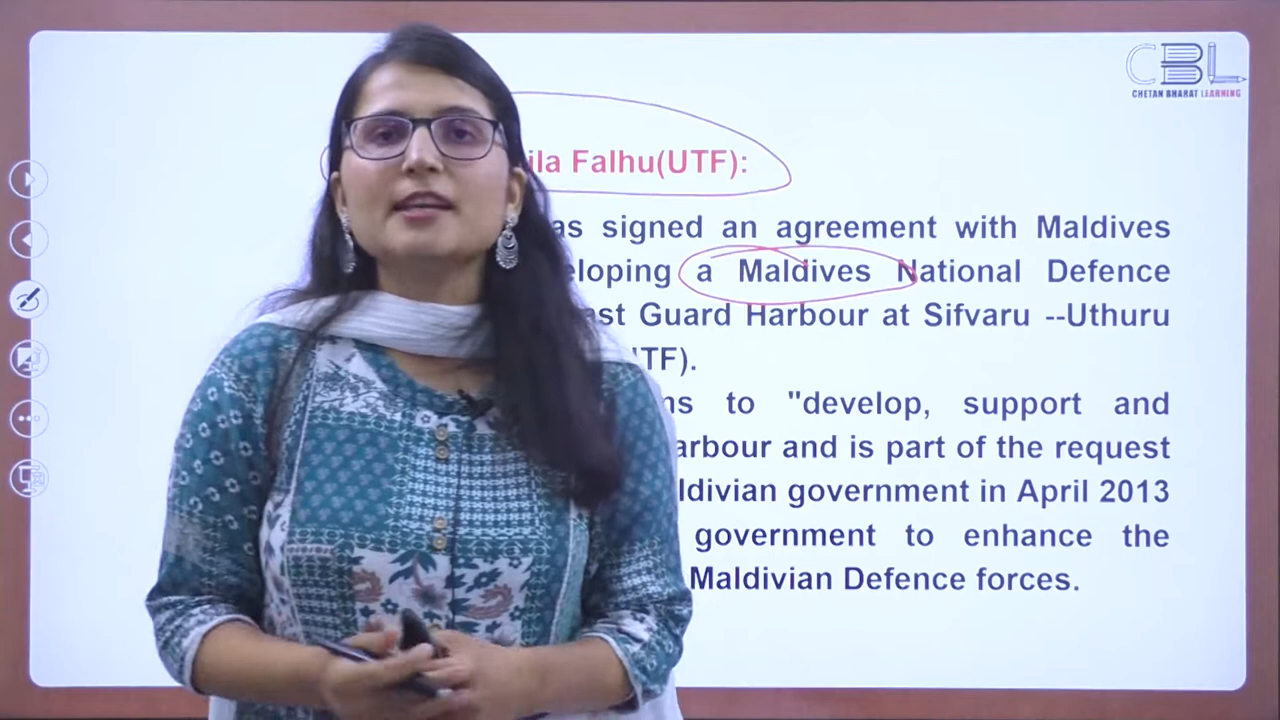 CBL
CHETAN BHARAT LEARNING
ila Falhu(UTF):
as signed an agreement with Maldives
eloping a Maldives National Defence
ast Guard Harbour at Sifvaru --Uthuru
TF).
ns to "develop, support and
arbour and is part of the request
ldivian government in April 2013
government to enhance the
Maldivian Defence forces.